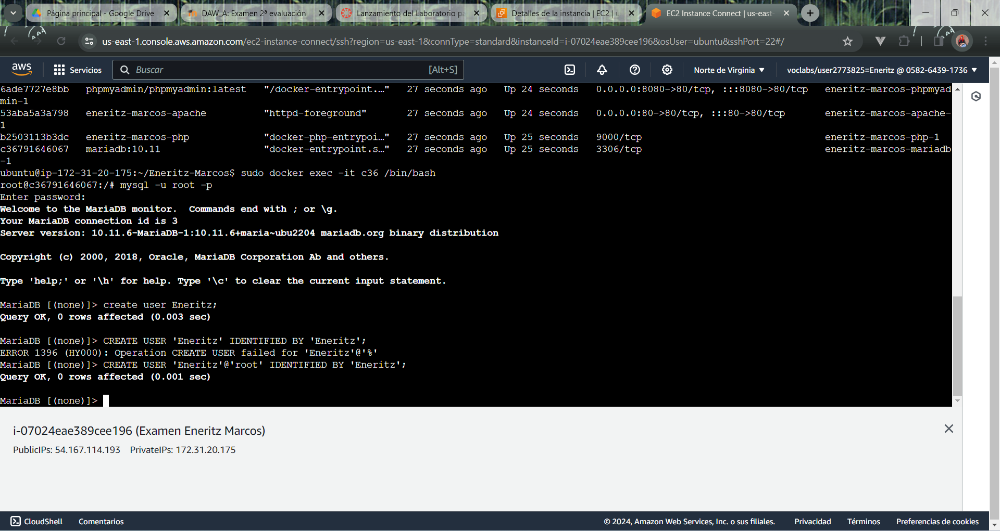 Página principal - Google Drive
DAW_A: Examen 2ª evaluación
Lanzamiento del Laboratorio pa
Detalles de la instancia | EC2 | u
EC2 Instance Connect | us-east-
us-east-1.console.aws.amazon.com/ec2-instance-connect/ssh?region=us-east-1&connType=standard&instanceId=i-07024eae389cee196&osUser=ubuntu&sshPort=22#/
aws
Servicios
Buscar
[Alt+S]
Norte de Virginia
voclabs/user2773825=Eneritz @ 0582-6439-1736
6ade7727e8bb   phpmyadmin/phpmyadmin:latest   "/docker-entrypoint.…"   27 seconds ago   Up 24 seconds   0.0.0.0:8080->80/tcp, :::8080->80/tcp   eneritz-marcos-phpmyad
min-1
53aba5a3a798   eneritz-marcos-apache          "httpd-foreground"       27 seconds ago   Up 24 seconds   0.0.0.0:80->80/tcp, :::80->80/tcp       eneritz-marcos-apache-
1
b2503113b3dc   eneritz-marcos-php             "docker-php-entrypoi…"   27 seconds ago   Up 25 seconds   9000/tcp                                eneritz-marcos-php-1
c36791646067   mariadb:10.11                  "docker-entrypoint.s…"   27 seconds ago   Up 25 seconds   3306/tcp                                eneritz-marcos-mariadb
-1
ubuntu@ip-172-31-20-175:~/Eneritz-Marcos$ sudo docker exec -it c36 /bin/bash
root@c36791646067:/# mysql -u root -p
Enter password:
Welcome to the MariaDB monitor.  Commands end with ; or \g.
Your MariaDB connection id is 3
Server version: 10.11.6-MariaDB-1:10.11.6+maria~ubu2204 mariadb.org binary distribution
Copyright (c) 2000, 2018, Oracle, MariaDB Corporation Ab and others.
Type 'help;' or '\h' for help. Type '\c' to clear the current input statement.
MariaDB [(none)]> create user Eneritz;
Query OK, 0 rows affected (0.003 sec)
MariaDB [(none)]> CREATE USER 'Eneritz' IDENTIFIED BY 'Eneritz';
ERROR 1396 (HY000): Operation CREATE USER failed for 'Eneritz'@'%'
MariaDB [(none)]> CREATE USER 'Eneritz'@'root' IDENTIFIED BY 'Eneritz';
Query OK, 0 rows affected (0.001 sec)
MariaDB [(none)]>
i-07024eae389cee196 (Examen Eneritz Marcos)
PublicIPs: 54.167.114.193    PrivateIPs: 172.31.20.175
CloudShell
Comentarios
© 2024, Amazon Web Services, Inc. o sus filiales.
Privacidad
Términos
Preferencias de cookies